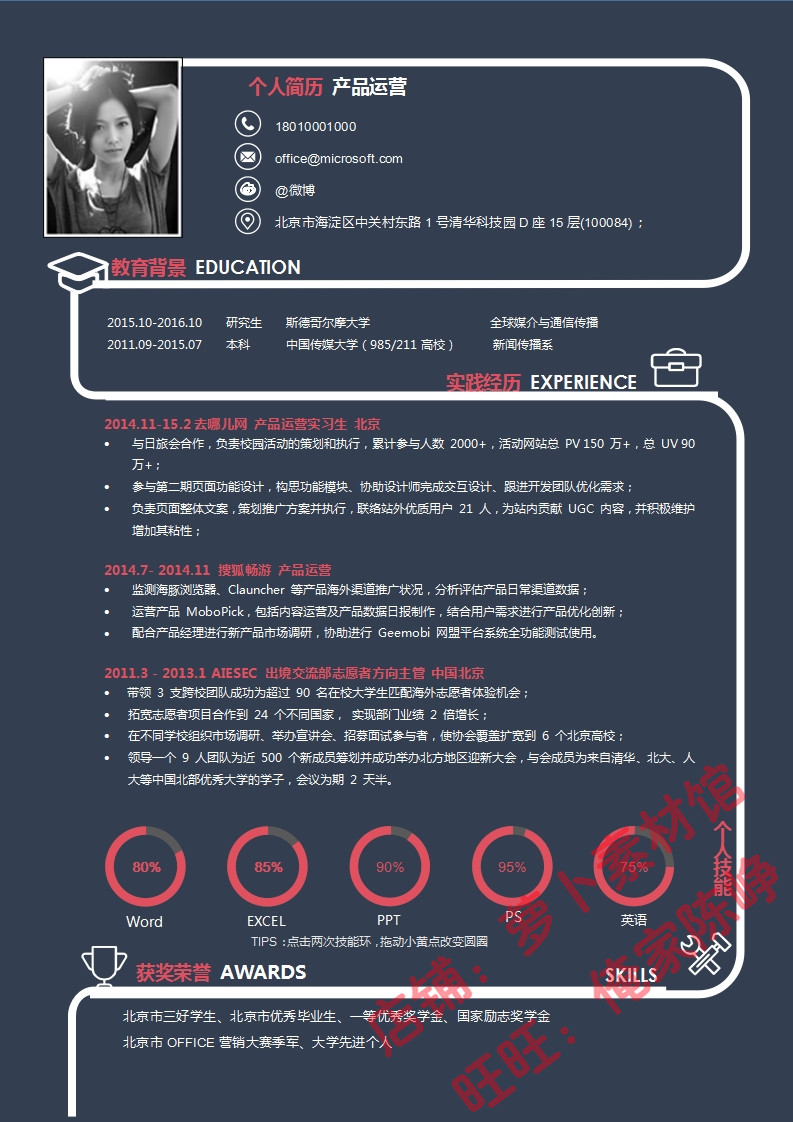 个人简历 产品运营
18010001000
office@microsoft.com
@微博
北京市海淀区中关村东路 1 号清华科技园 D 座 15 层(100084)；
教育背景 EDUCATION
2015.10-2016.10 研究生 斯德哥尔摩大学 全球媒介与通信传播
2011.09-2015.07 本科 中国传媒大学（985/211 高校） 新闻传播系
实践经历 EXPERIENCE
2014.11-15.2 去哪儿网 产品运营实习生 北京
• 与日旅会合作，负责校园活动的策划和执行，累计参与人数 2000+，活动网站总 PV 150 万+，总 UV 90
万+；
• 参与第二期页面功能设计，构思功能模块、协助设计师完成交互设计、跟进开发团队优化需求；
• 负责页面整体文案，策划推广方案并执行，联络站外优质用户 21 人，为站内贡献 UGC 内容，并积极维护
增加其粘性；
2014.7- 2014.11 搜狐畅游 产品运营
• 监测海豚浏览器、Clauncher 等产品海外渠道推广状况，分析评估产品日常渠道数据；
• 运营产品 MoboPick，包括内容运营及产品数据日报制作，结合用户需求进行产品优化创新；
• 配合产品经理进行新产品市场调研，协助进行 Geemobi 网盟平台系统全功能测试使用。
2011.3 - 2013.1 AIESEC 出境交流部志愿者方向主管 中国北京
• 带领 3 支跨校团队成功为超过 90 名在校大学生匹配海外志愿者体验机会；
• 拓宽志愿者项目合作到 24 个不同国家， 实现部门业绩 2 倍增长；
• 在不同学校组织市场调研、举办宣讲会、招募面试参与者，使协会覆盖扩宽到 6 个北京高校；
• 领导一个 9 人团队为近 500 个新成员筹划并成功举办北方地区迎新大会，与会成员为来自清华、北大、人
大等中国北部优秀大学的学子，会议为期 2 天半。
80% 85% 90% 95% 75%
Word EXCEL PPT PS 英语
个人技能
TIPS：点击两次技能环，拖动小黄点改变圆圈
获奖荣誉 AWARDS
SKILLS
北京市三好学生、北京市优秀毕业生、一等优秀奖学金、国家励志奖学金
北京市 OFFICE 营销大赛季军、大学先进个人
店铺：萝卜素材馆
旺旺：俺家陈峥